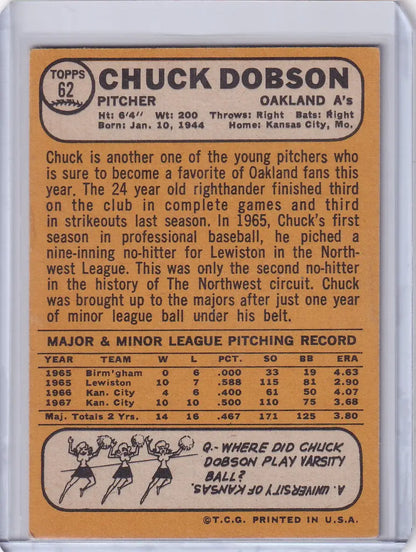 TOPPS
62
CHUCK DOBSON
PITCHER OAKLAND A's
Ht: 6'4" Wt: 200 Throws: Right Bats: Right
Born: Jan. 10, 1944 Home: Kansas City, Mo.
Chuck is another one of the young pitchers who
is sure to become a favorite of Oakland fans this
year. The 24 year old righthander finished third
on the club in complete games and third
in strikeouts last season. In 1965, Chuck's first
season in professional baseball, he piched a
nine-inning no-hitter for Lewiston in the North-
west League. This was only the second no-hitter
in the history of The Northwest circuit. Chuck
was brought up to the majors after just one year
of minor league ball under his belt.
MAJOR & MINOR LEAGUE PITCHING RECORD
YEAR TEAM W L PCT. SO BB ERA
1965 Birm'gham 0 6 .000 33 19 4.63
1965 Lewiston 10 7 .588 115 81 2.90
1966 Kan. City 4 6 .400 61 50 4.07
1967 Kan. City 10 10 .500 110 75 3.68
Maj. Totals 2 Yrs. 14 16 .467 171 125 3.80
Q.-WHERE DID CHUCK
DOBSON PLAY VARSITY
BALL?
A. UNIVERSITY OF KANSAS.
©T.C.G. PRINTED IN U.S.A.